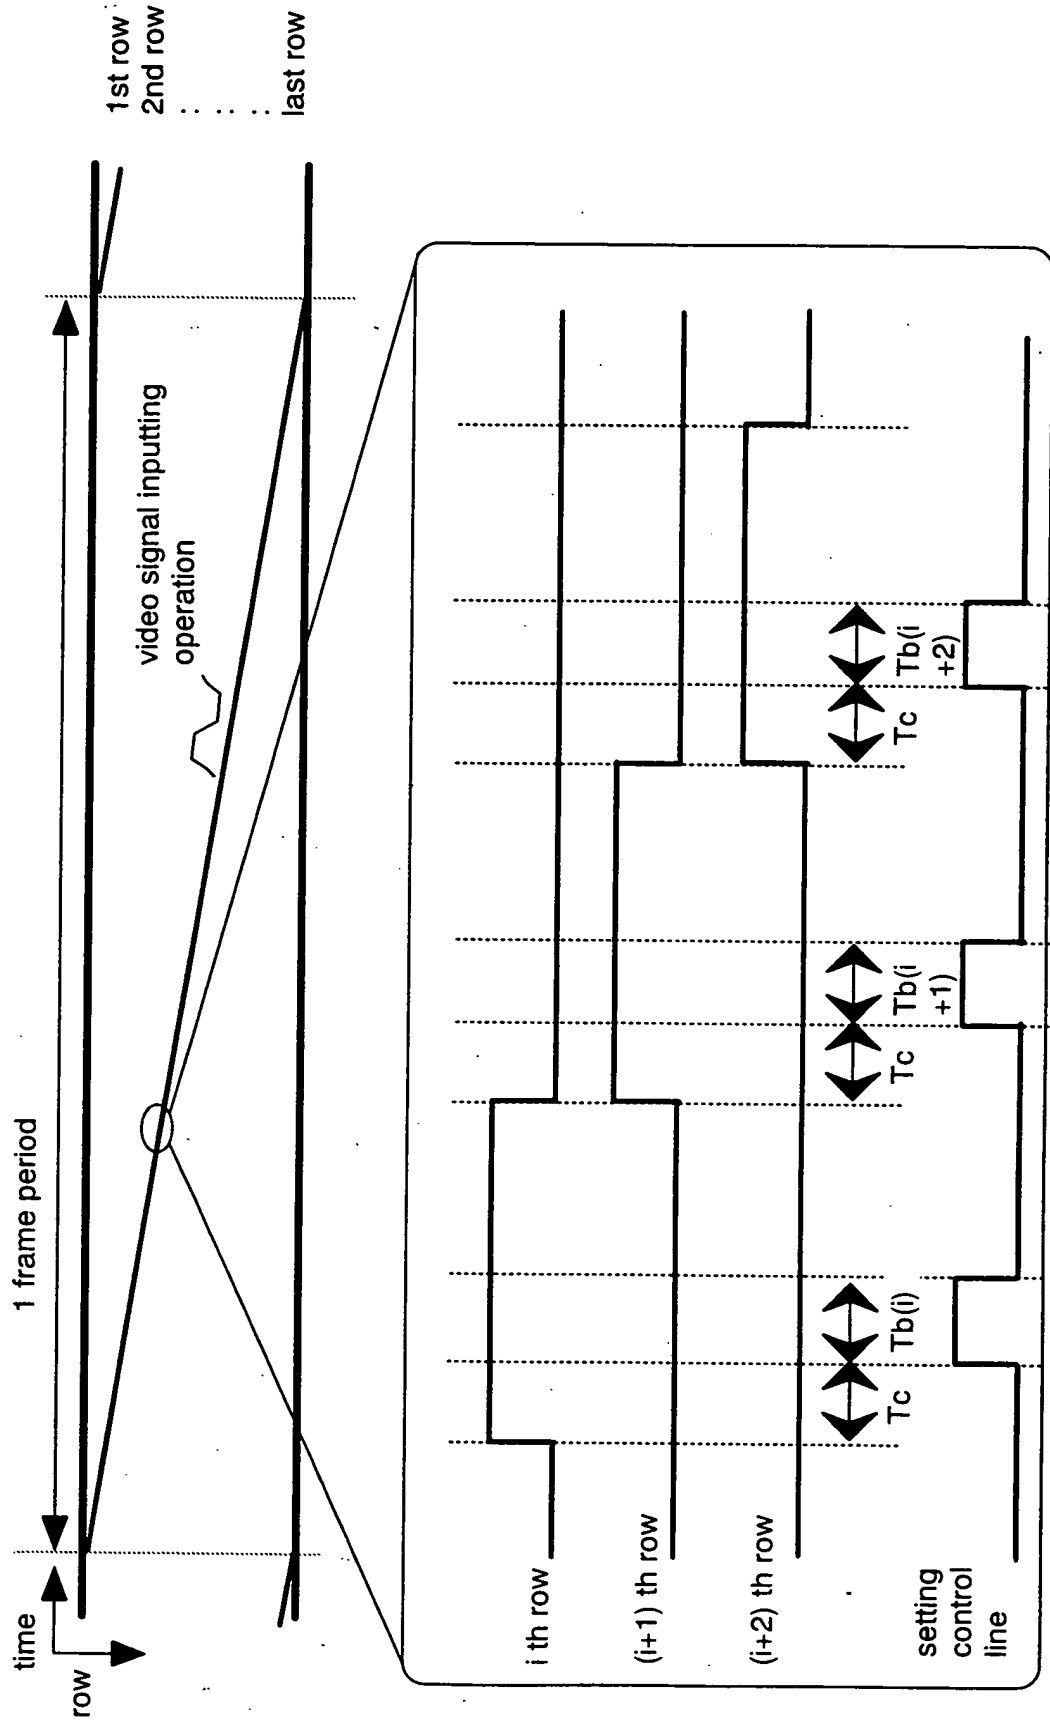 time
row
1 frame period
video signal inputting
operation
1st row
2nd row
: : :
last row
i th row
(i+1) th row
(i+2) th row
Tc
Tb(i)
Tc
Tb(i
+1)
Tc
Tb(i
+2)
setting
control
line